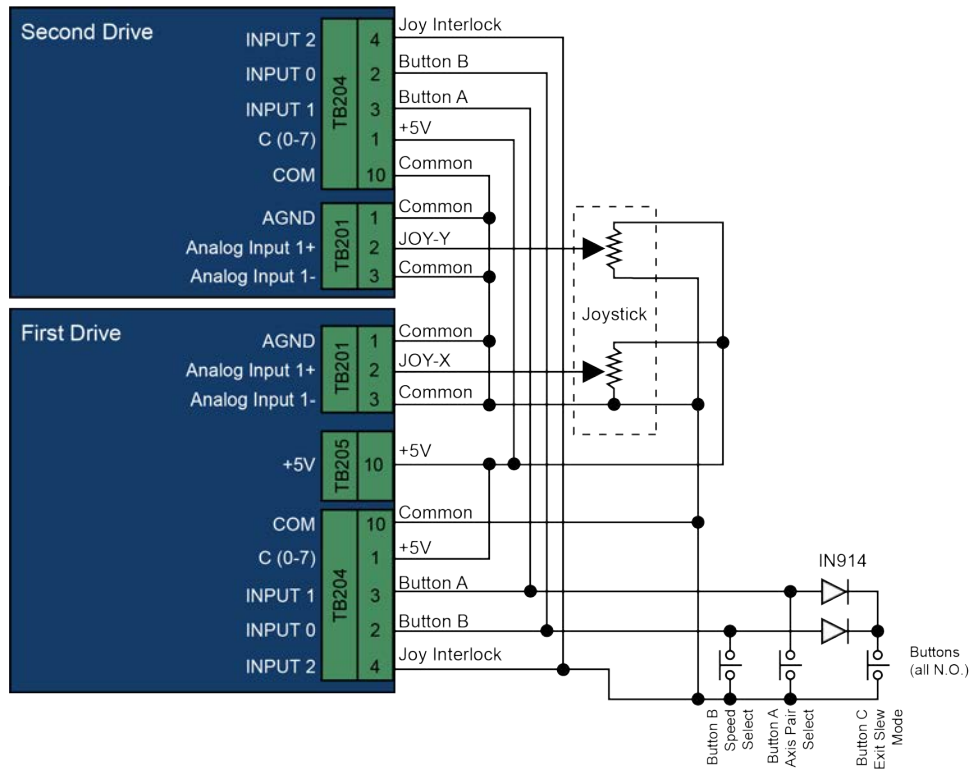 Second Drive
INPUT 2 4 Joy Interlock
INPUT 0 2 Button B
INPUT 1 3 Button A
C (0-7) 1 +5V
COM 10 Common
TB204
AGND 1 Common
Analog Input 1+ 2 JOY-Y
Analog Input 1- 3 Common
TB201
Joystick
First Drive
AGND 1 Common
Analog Input 1+ 2 JOY-X
Analog Input 1- 3 Common
TB201
+5V TB205 10 +5V
COM 10 Common
C (0-7) 1 +5V
INPUT 1 3 Button A
INPUT 0 2 Button B
INPUT 2 4 Joy Interlock
TB204
IN914
Buttons
(all N.O.)
Button B
Speed
Select
Button A
Axis Pair
Select
Button C
Exit Slew
Mode